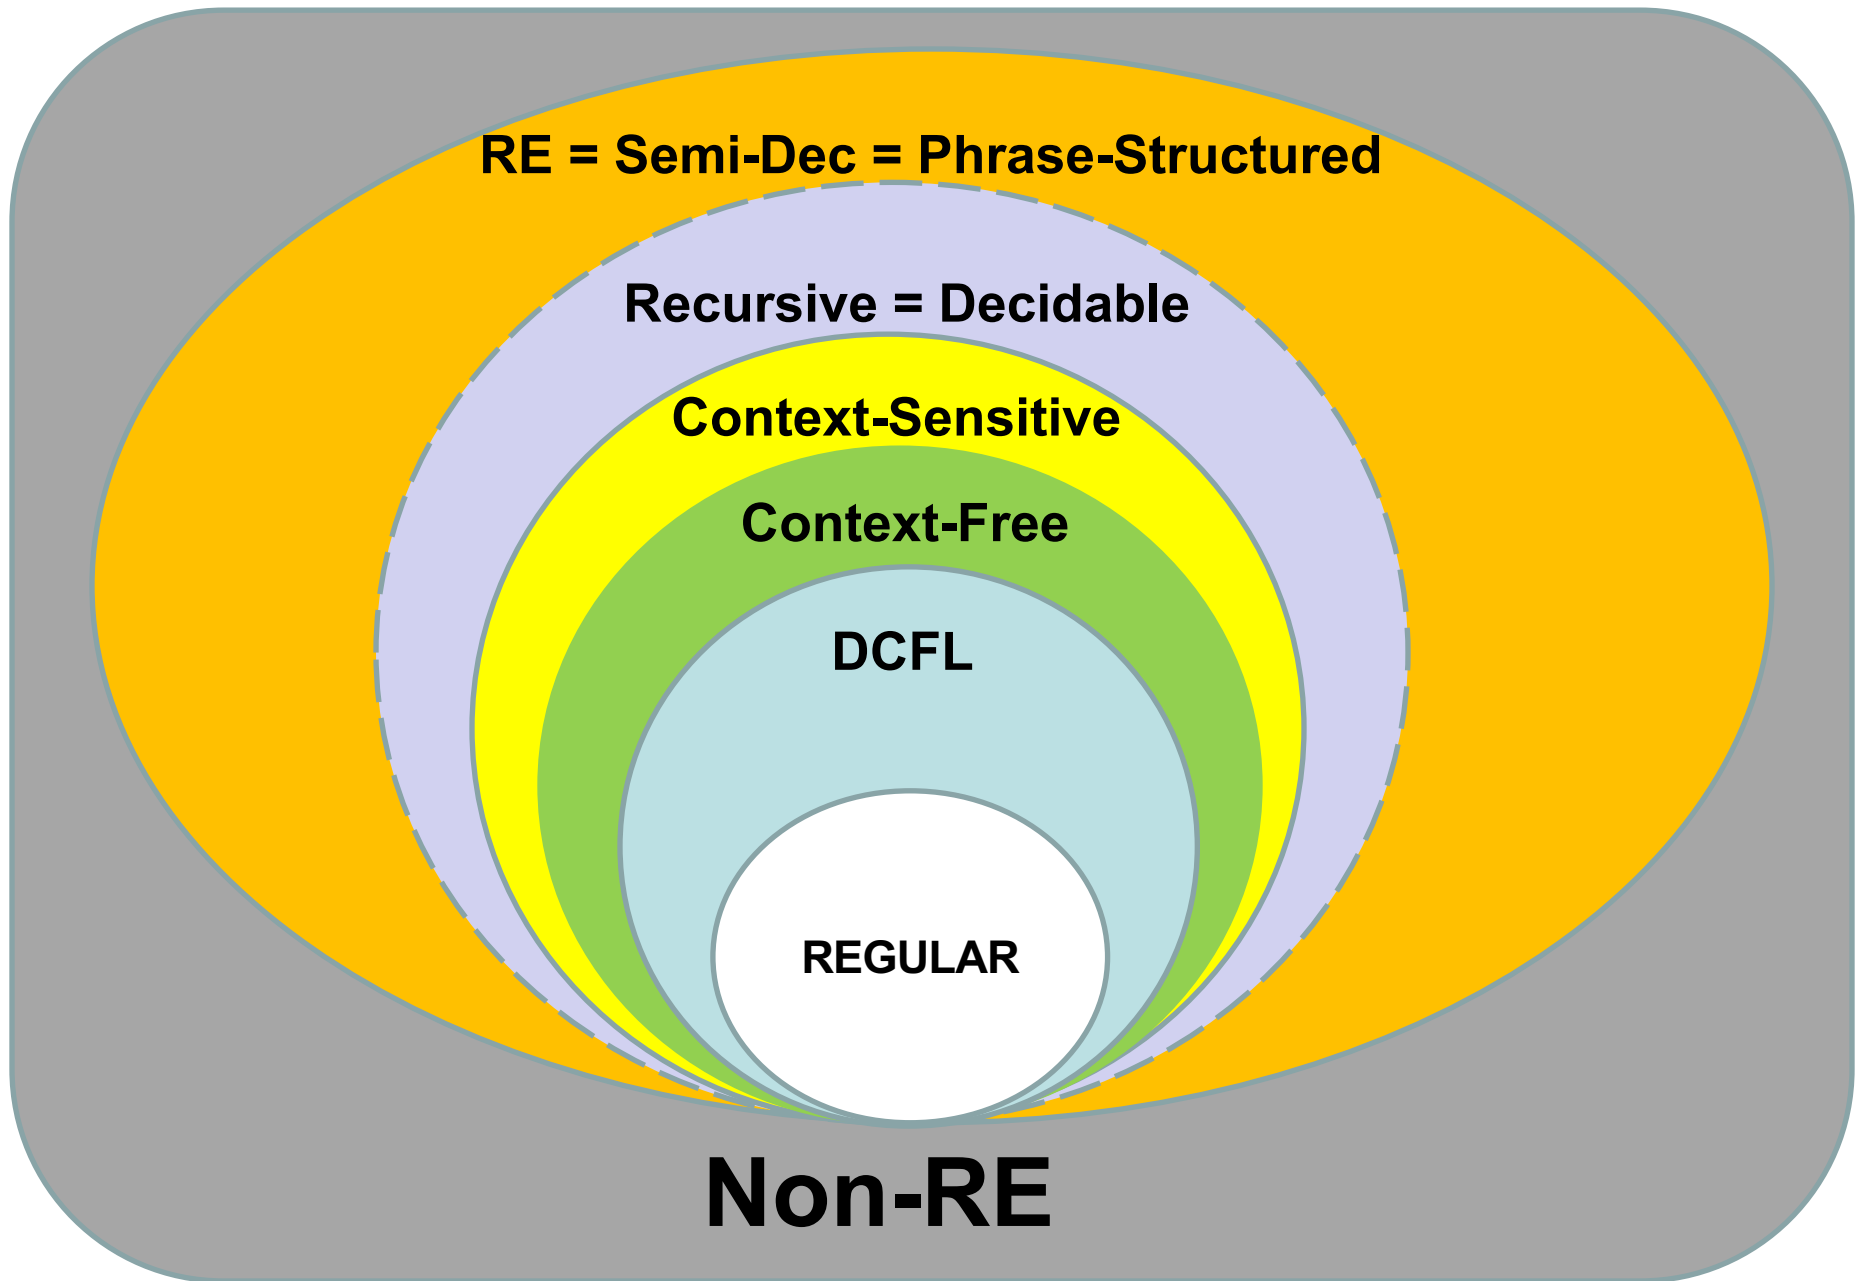 RE = Semi-Dec = Phrase-Structured
Recursive = Decidable
Context-Sensitive
Context-Free
DCFL
REGULAR
Non-RE